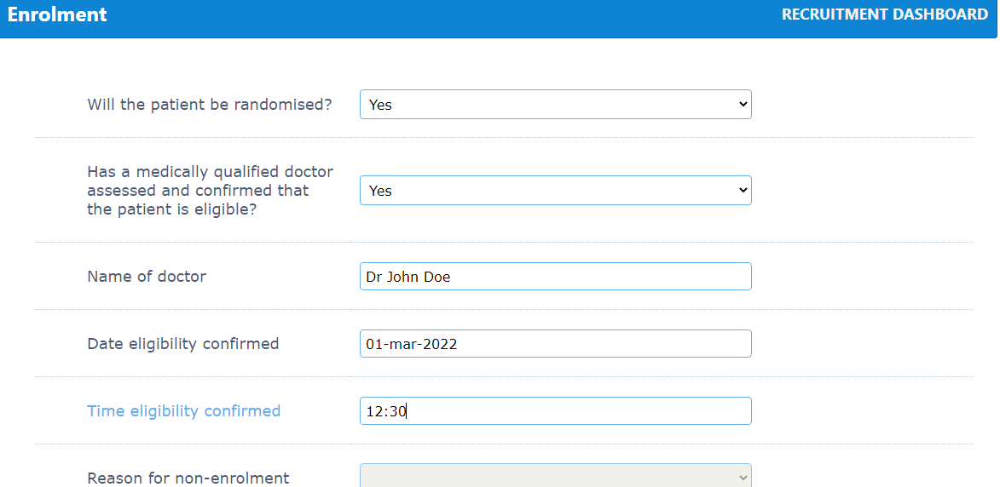 Enrolment RECRUITMENT DASHBOARD
Will the patient be randomised? Yes
Has a medically qualified doctor
assessed and confirmed that Yes
the patient is eligible?
Name of doctor Dr John Doe
Date eligibility confirmed 01-mar-2022
Time eligibility confirmed 12:30
Reason for non-enrolment